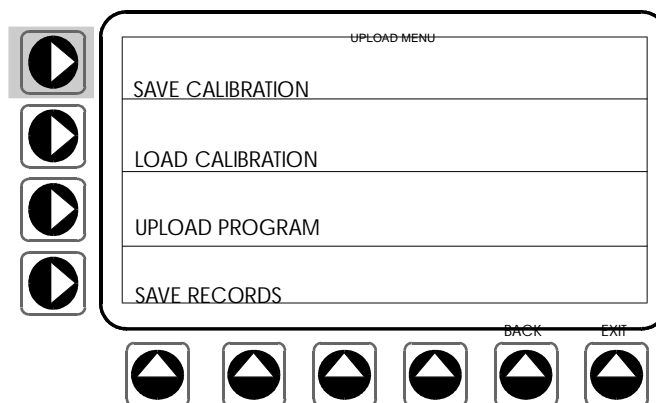 UPLOAD MENU
SAVE CALIBRATION
LOAD CALIBRATION
UPLOAD PROGRAM
SAVE RECORDS
BACK EXIT